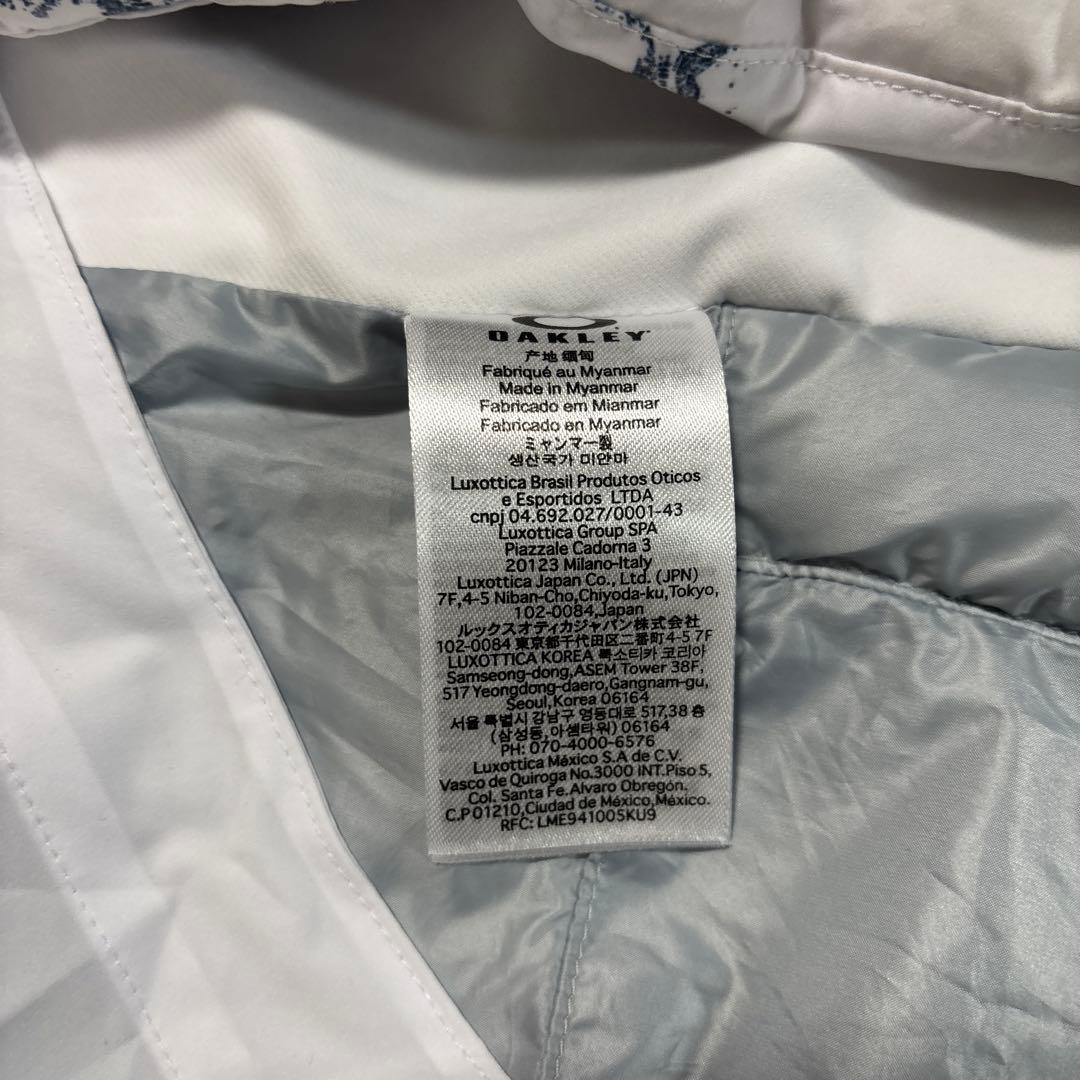 OAKLEY
产地 缅甸
Fabriqué au Myanmar
Made in Myanmar
Fabricado em Mianmar
Fabricado en Myanmar
ミャンマー製
생산국가 미얀마
Luxottica Brasil Produtos Oticos
e Esportidos LTDA
cnpj 04.692.027/0001-43
Luxottica Group SPA
Piazzale Cadorna 3
20123 Milano-Italy
Luxottica Japan Co., Ltd. (JPN)
7F,4-5 Niban-Cho,Chiyoda-ku,Tokyo,
102-0084,Japan
ルックスオティカジャパン株式会社
102-0084 東京都千代田区二番町4-5 7F
LUXOTTICA KOREA 룩소티카 코리아
Samseong-dong,ASEM Tower 38F,
517 Yeongdong-daero,Gangnam-gu,
Seoul,Korea 06164
서울 특별시 강남구 영동대로 517,38 층
(삼성동,아셈타워) 06164
PH: 070-4000-6576
Luxottica México S.A de C.V.
Vasco de Quiroga No.3000 INT.Piso 5,
Col. Santa Fe.Alvaro Obregón.
C.P 01210,Ciudad de México,México.
RFC: LME941005KU9